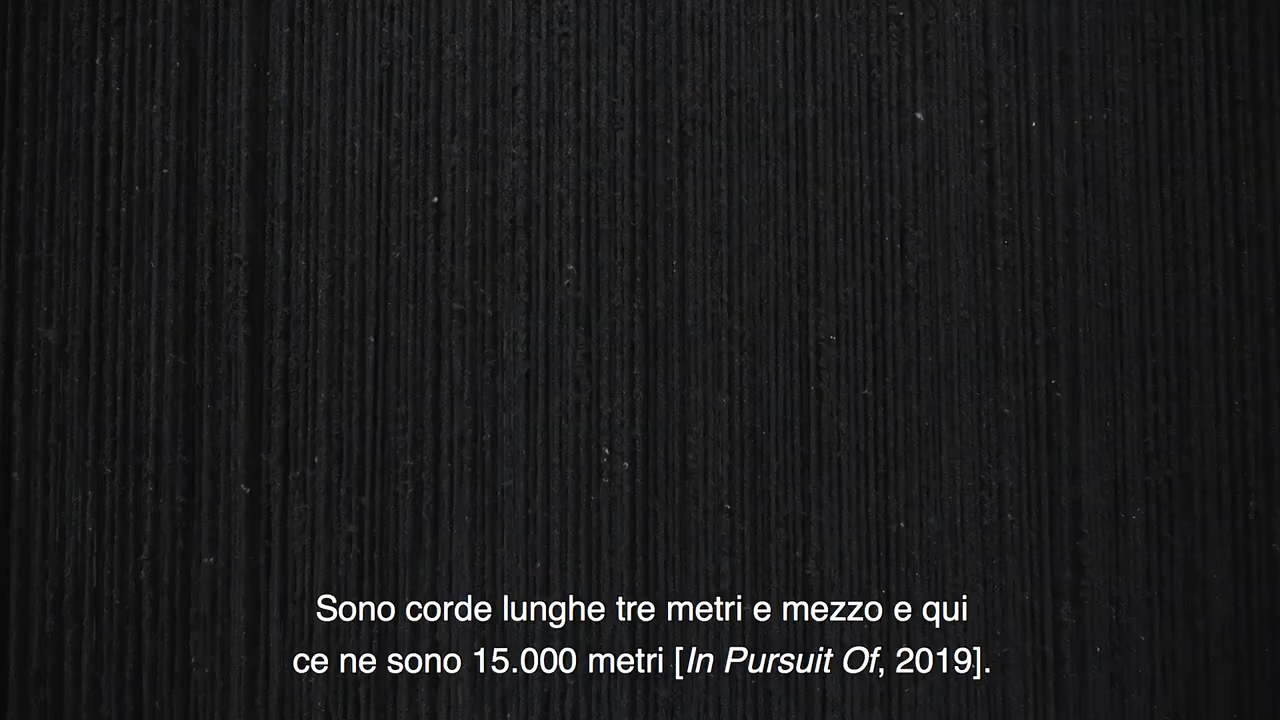 Sono corde lunghe tre metri e mezzo e qui
ce ne sono 15.000 metri [In Pursuit Of, 2019].